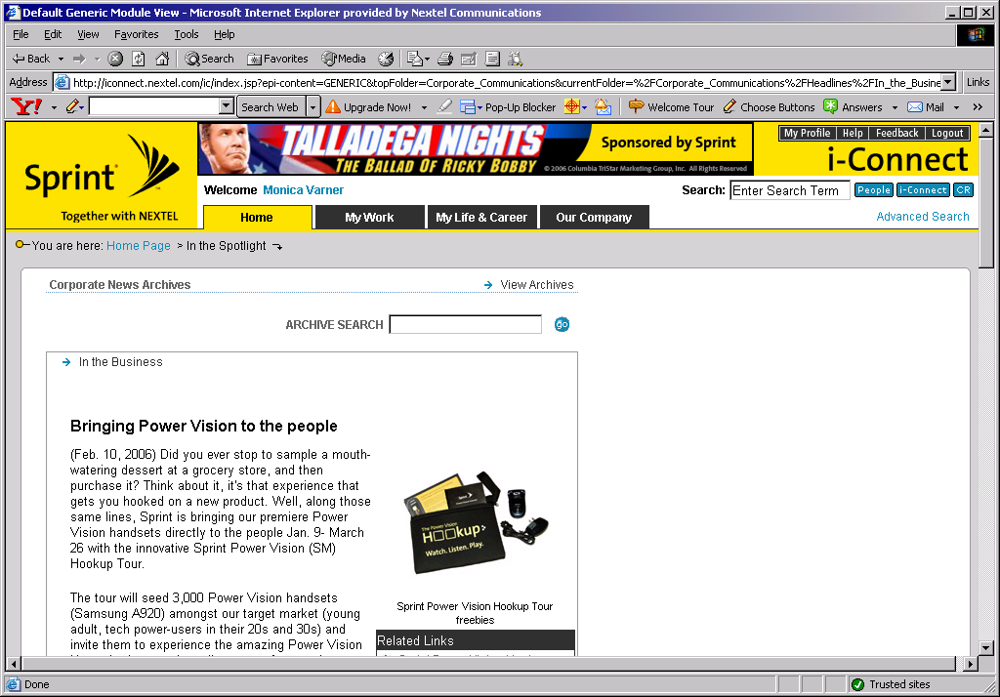 Default Generic Module View - Microsoft Internet Explorer provided by Nextel Communications
File Edit View Favorites Tools Help
Back Search Favorites Media
Address http://iconnect.nextel.com/ic/index.jsp?epi-content=GENERIC&topFolder=Corporate_Communications&currentFolder=%2FCorporate_Communications%2FHeadlines%2FIn_the_Busine Links
Y! Search Web Upgrade Now! Pop-Up Blocker Welcome Tour Choose Buttons Answers Mail »
Sprint
Together with NEXTEL
TALLADEGA NIGHTS
THE BALLAD OF RICKY BOBBY
Sponsored by Sprint
© 2006 Columbia TriStar Marketing Group, Inc. All Rights Reserved
My Profile Help Feedback Logout
i-Connect
Welcome Monica Varner
Search: Enter Search Term People i-Connect CR
Home My Work My Life & Career Our Company
Advanced Search
You are here: Home Page > In the Spotlight
Corporate News Archives View Archives
ARCHIVE SEARCH go
In the Business
Bringing Power Vision to the people
(Feb. 10, 2006) Did you ever stop to sample a mouth-
watering dessert at a grocery store, and then
purchase it? Think about it, it's that experience that
gets you hooked on a new product. Well, along those
same lines, Sprint is bringing our premiere Power
Vision handsets directly to the people Jan. 9- March
26 with the innovative Sprint Power Vision (SM)
Hookup Tour.
The tour will seed 3,000 Power Vision handsets
(Samsung A920) amongst our target market (young
adult, tech power-users in their 20s and 30s) and
invite them to experience the amazing Power Vision
The Power Vision
Hookup>
Watch. Listen. Play.
Sprint Power Vision Hookup Tour
freebies
Related Links
Done Trusted sites